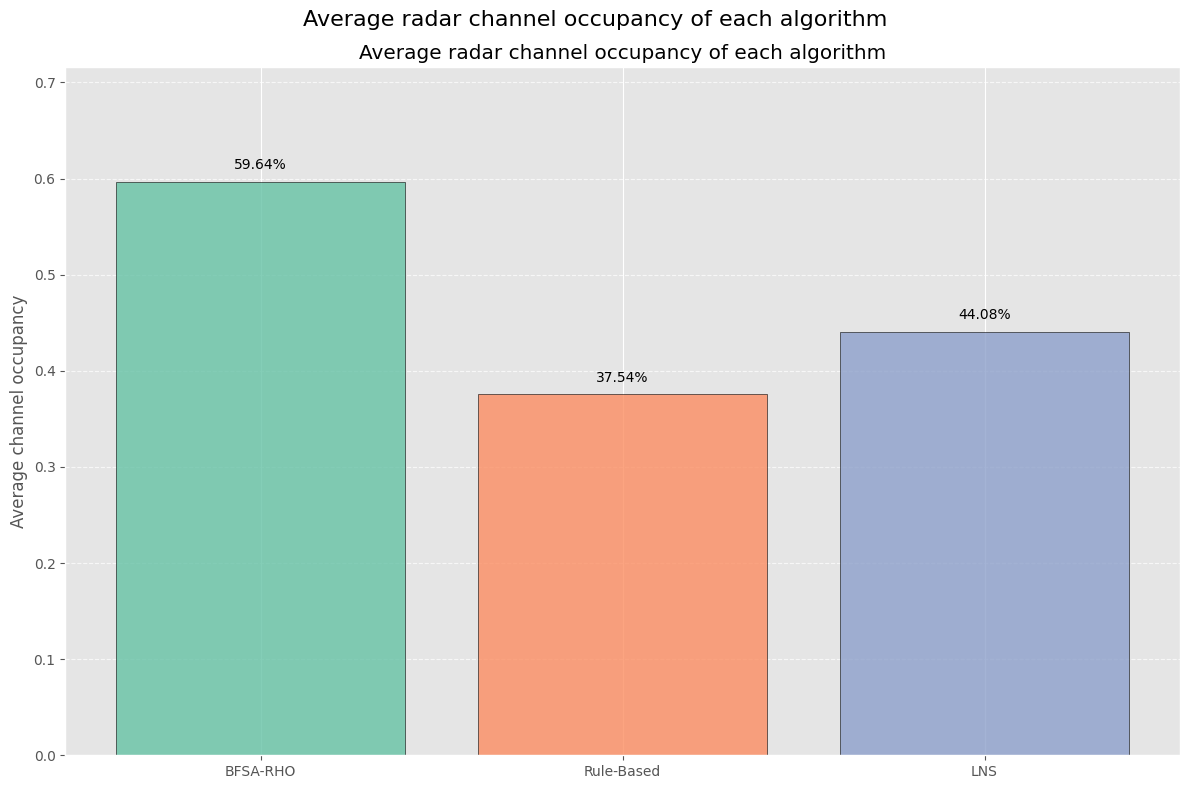 Average radar channel occupancy of each algorithm
Average radar channel occupancy of each algorithm
Average channel occupancy
0.7
0.6
0.5
0.4
0.3
0.2
0.1
0.0
59.64%
37.54%
44.08%
BFSA-RHO
Rule-Based
LNS